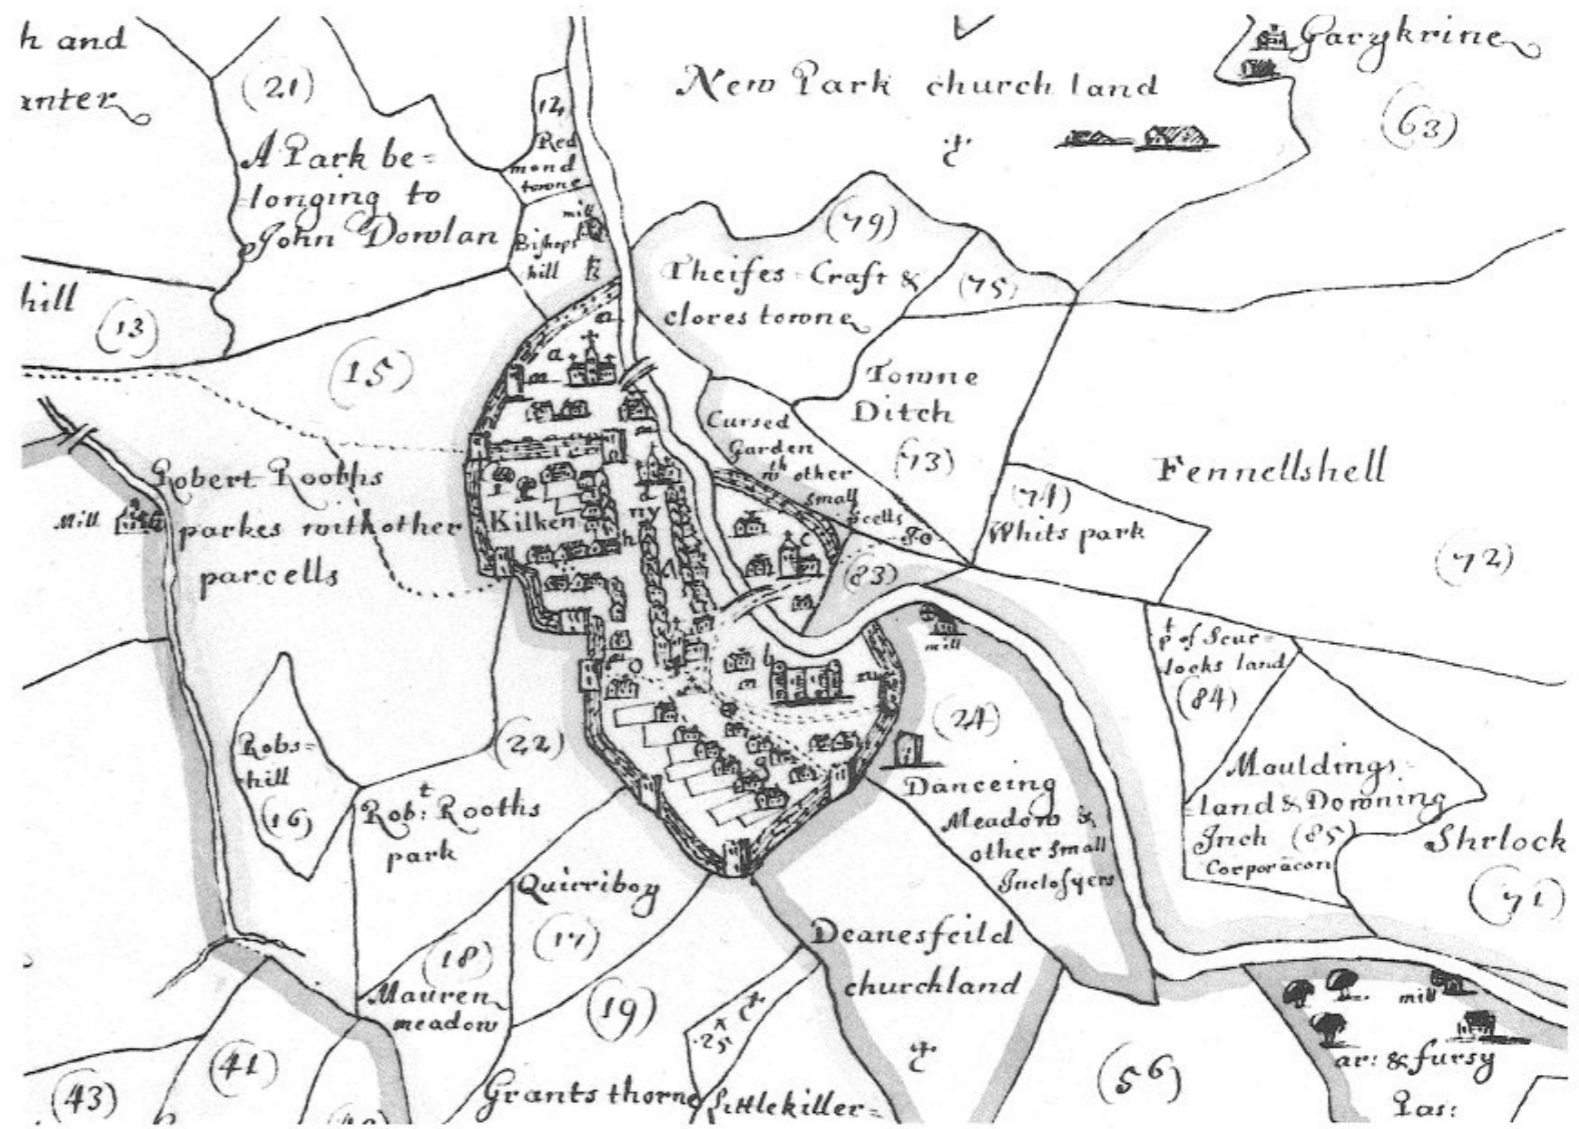 h and
anter
(21)
A Park be=
longing to
John Dowlan
12
Red
mond
towne
mill
Bishops
hill
New Park church land
Garykrine
(63)
hill
(13)
(15)
(79)
Theifes Craft &
clores towne
(75)
Towne
Ditch
(73)
Cursed
Garden
wth other
small
pcells
Fennellshell
(74)
Whits park
(72)
Mill
Robert Rooths
parkes with other
parcells
Kilken
ny
a
m
c
(83)
mill
pt of Scur=
locks land
(84)
Robs=
hill
(16)
(22)
Robt: Rooths
park
b
m
m
(24)
Danceing
Meadow &
other small
Inclosyers
Mouldings
land & Downing
Inch (85)
Corporacon
Shrlock
(71)
Quirriboy
(17)
(18)
Mauren
meadow
(19)
Deanesfeild
churchland
25
(41)
(43)
Grants thorne
Littlekiller=
(56)
mill
ar: & fursy
Pas: